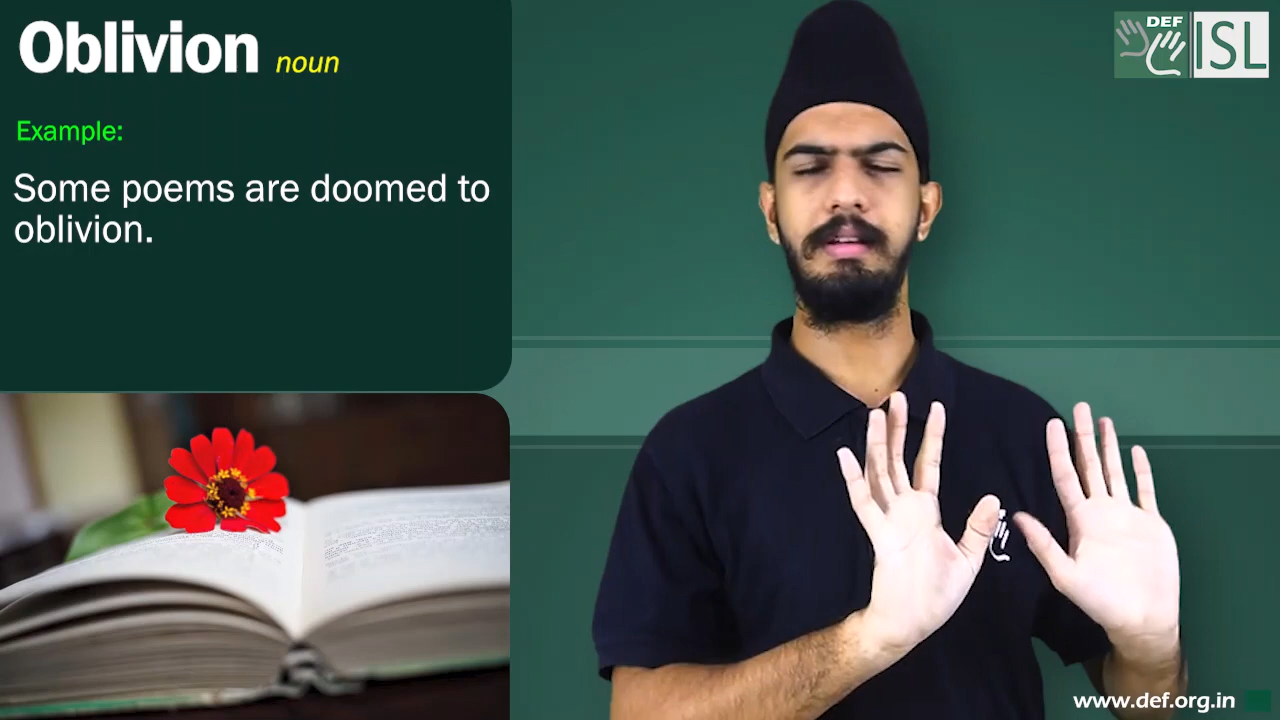 Oblivion noun
Example:
Some poems are doomed to
oblivion.
DEF
ISL
www.def.org.in